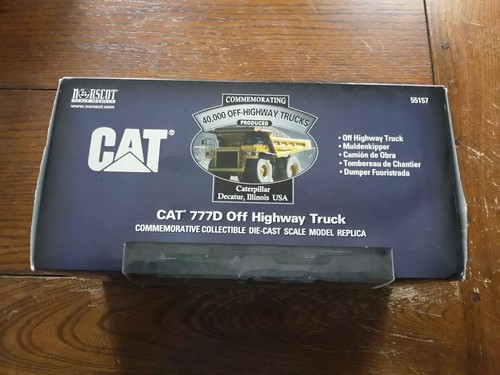 NORSCOT
SCALE MODELS
www.norscot.com
CAT®
COMMEMORATING
40,000 OFF-HIGHWAY TRUCKS
PRODUCED
Caterpillar
Decatur, Illinois USA
55157
• Off Highway Truck
• Muldenkipper
• Camión de Obra
• Tombereau de Chantier
• Dumper Fuoristrada
CAT® 777D Off Highway Truck
COMMEMORATIVE COLLECTIBLE DIE-CAST SCALE MODEL REPLICA